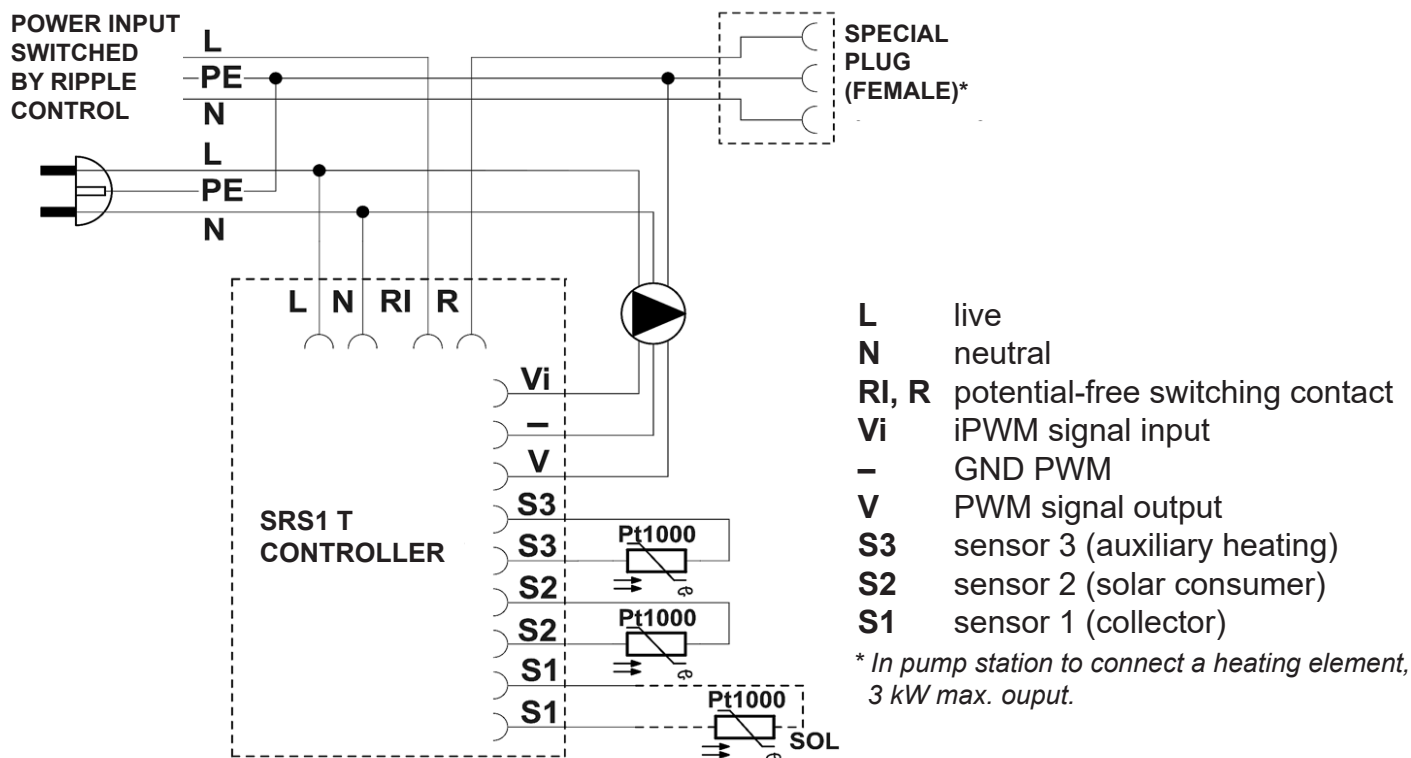 POWER INPUT
SWITCHED
BY RIPPLE
CONTROL
L
PE
N
L
PE
N
SPECIAL
PLUG
(FEMALE)*
L N RI R
Vi
–
V
S3
S3
S2
S2
S1
S1
SRS1 T
CONTROLLER
Pt1000
ϑ
Pt1000
ϑ
Pt1000
ϑ
SOL
L live
N neutral
RI, R potential-free switching contact
Vi iPWM signal input
– GND PWM
V PWM signal output
S3 sensor 3 (auxiliary heating)
S2 sensor 2 (solar consumer)
S1 sensor 1 (collector)
* In pump station to connect a heating element,
3 kW max. ouput.